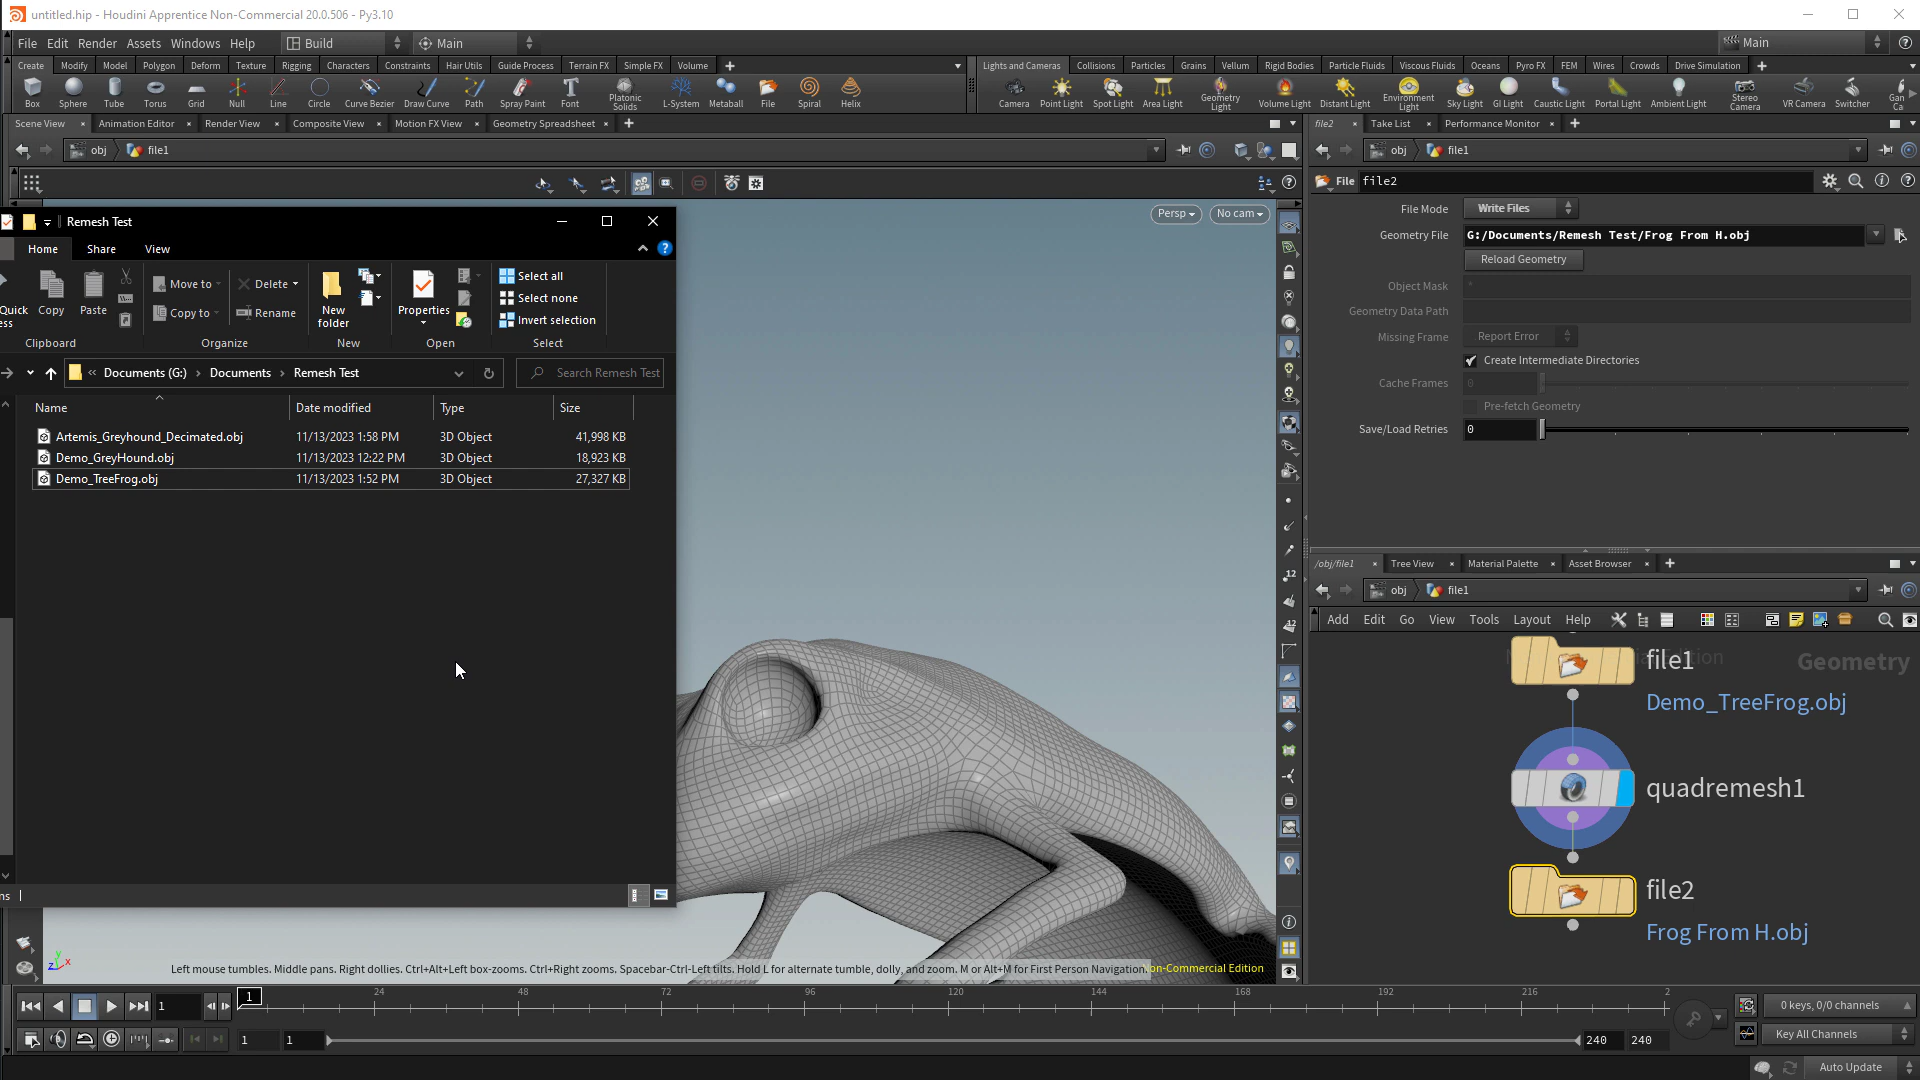 untitled.hip - Houdini Apprentice Non-Commercial 20.0.506 - Py3.10
File Edit Render Assets Windows Help Build Main Main
Create Modify Model Polygon Deform Texture Rigging Characters Constraints Hair Utils Guide Process Terrain FX Simple FX Volume
Lights and Cameras Collisions Particles Grains Vellum Rigid Bodies Particle Fluids Viscous Fluids Oceans Pyro FX FEM Wires Crowds Drive Simulation
Box Sphere Tube Torus Grid Null Line Circle Curve Bezier Draw Curve Path Spray Paint Font Platonic Solids L-System Metaball File Spiral Helix
Camera Point Light Spot Light Area Light Geometry Light Volume Light Distant Light Environment Light Sky Light GI Light Caustic Light Portal Light Ambient Light Stereo Camera VR Camera Switcher
Scene View Animation Editor Render View Composite View Motion FX View Geometry Spreadsheet
file2 Take List Performance Monitor
obj file1
obj file1
File file2
Persp No cam
File Mode Write Files
Geometry File G:/Documents/Remesh Test/Frog From H.obj
Reload Geometry
Object Mask *
Geometry Data Path
Missing Frame Report Error
Create Intermediate Directories
Cache Frames 0
Pre-fetch Geometry
Save/Load Retries 0
Remesh Test
Home Share View
Quick
ess
Copy
Paste
Move to
Copy to
Delete
Rename
New folder
Properties
Select all
Select none
Invert selection
Clipboard Organize New Open Select
« Documents (G:) › Documents › Remesh Test
Search Remesh Test
Name Date modified Type Size
Artemis_Greyhound_Decimated.obj 11/13/2023 1:58 PM 3D Object 41,998 KB
Demo_GreyHound.obj 11/13/2023 12:22 PM 3D Object 18,923 KB
Demo_TreeFrog.obj 11/13/2023 1:52 PM 3D Object 27,327 KB
ns
12
12
/obj/file1 Tree View Material Palette Asset Browser
obj file1
Add Edit Go View Tools Layout Help
Geometry
file1
Demo_TreeFrog.obj
quadremesh1
file2
Frog From H.obj
z y x
Left mouse tumbles. Middle pans. Right dollies. Ctrl+Alt+Left box-zooms. Ctrl+Right zooms. Spacebar-Ctrl-Left tilts. Hold L for alternate tumble, dolly, and zoom. M or Alt+M for First Person Navigation.
on-Commercial Edition
1 1 24 48 72 96 120 144 168 192 216 2
0 keys, 0/0 channels
1 1 240 240
Key All Channels
Auto Update